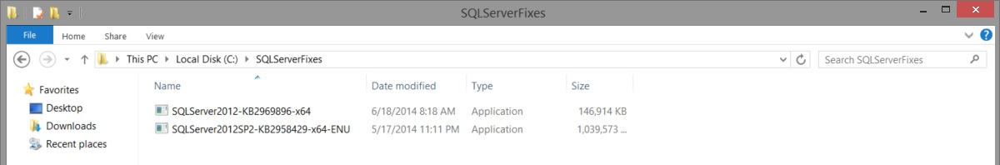 SQLServerFixes
File Home Share View
This PC Local Disk (C:) SQLServerFixes Search SQLServerFixes
Favorites
Desktop
Downloads
Recent places
Name Date modified Type Size
SQLServer2012-KB2969896-x64 6/18/2014 8:18 AM Application 146,914 KB
SQLServer2012SP2-KB2958429-x64-ENU 5/17/2014 11:11 PM Application 1,039,573 ...